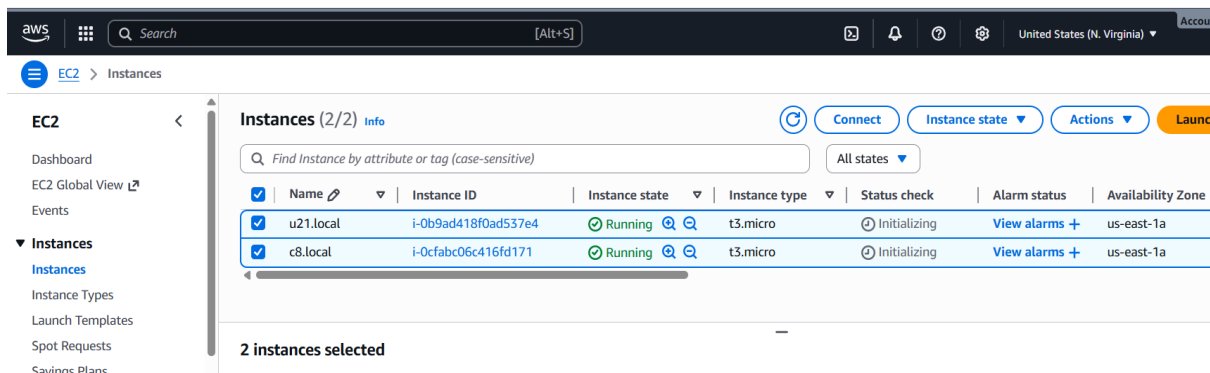 aws Search [Alt+S] United States (N. Virginia) ▼ Accou
EC2 > Instances
EC2
Dashboard
EC2 Global View
Events
▼ Instances
Instances
Instance Types
Launch Templates
Spot Requests
Savings Plans
Instances (2/2) Info Connect Instance state ▼ Actions ▼ Launc
Find Instance by attribute or tag (case-sensitive) All states ▼
Name Instance ID Instance state Instance type Status check Alarm status Availability Zone
u21.local i-0b9ad418f0ad537e4 Running t3.micro Initializing View alarms + us-east-1a
c8.local i-0cfabc06c416fd171 Running t3.micro Initializing View alarms + us-east-1a
2 instances selected